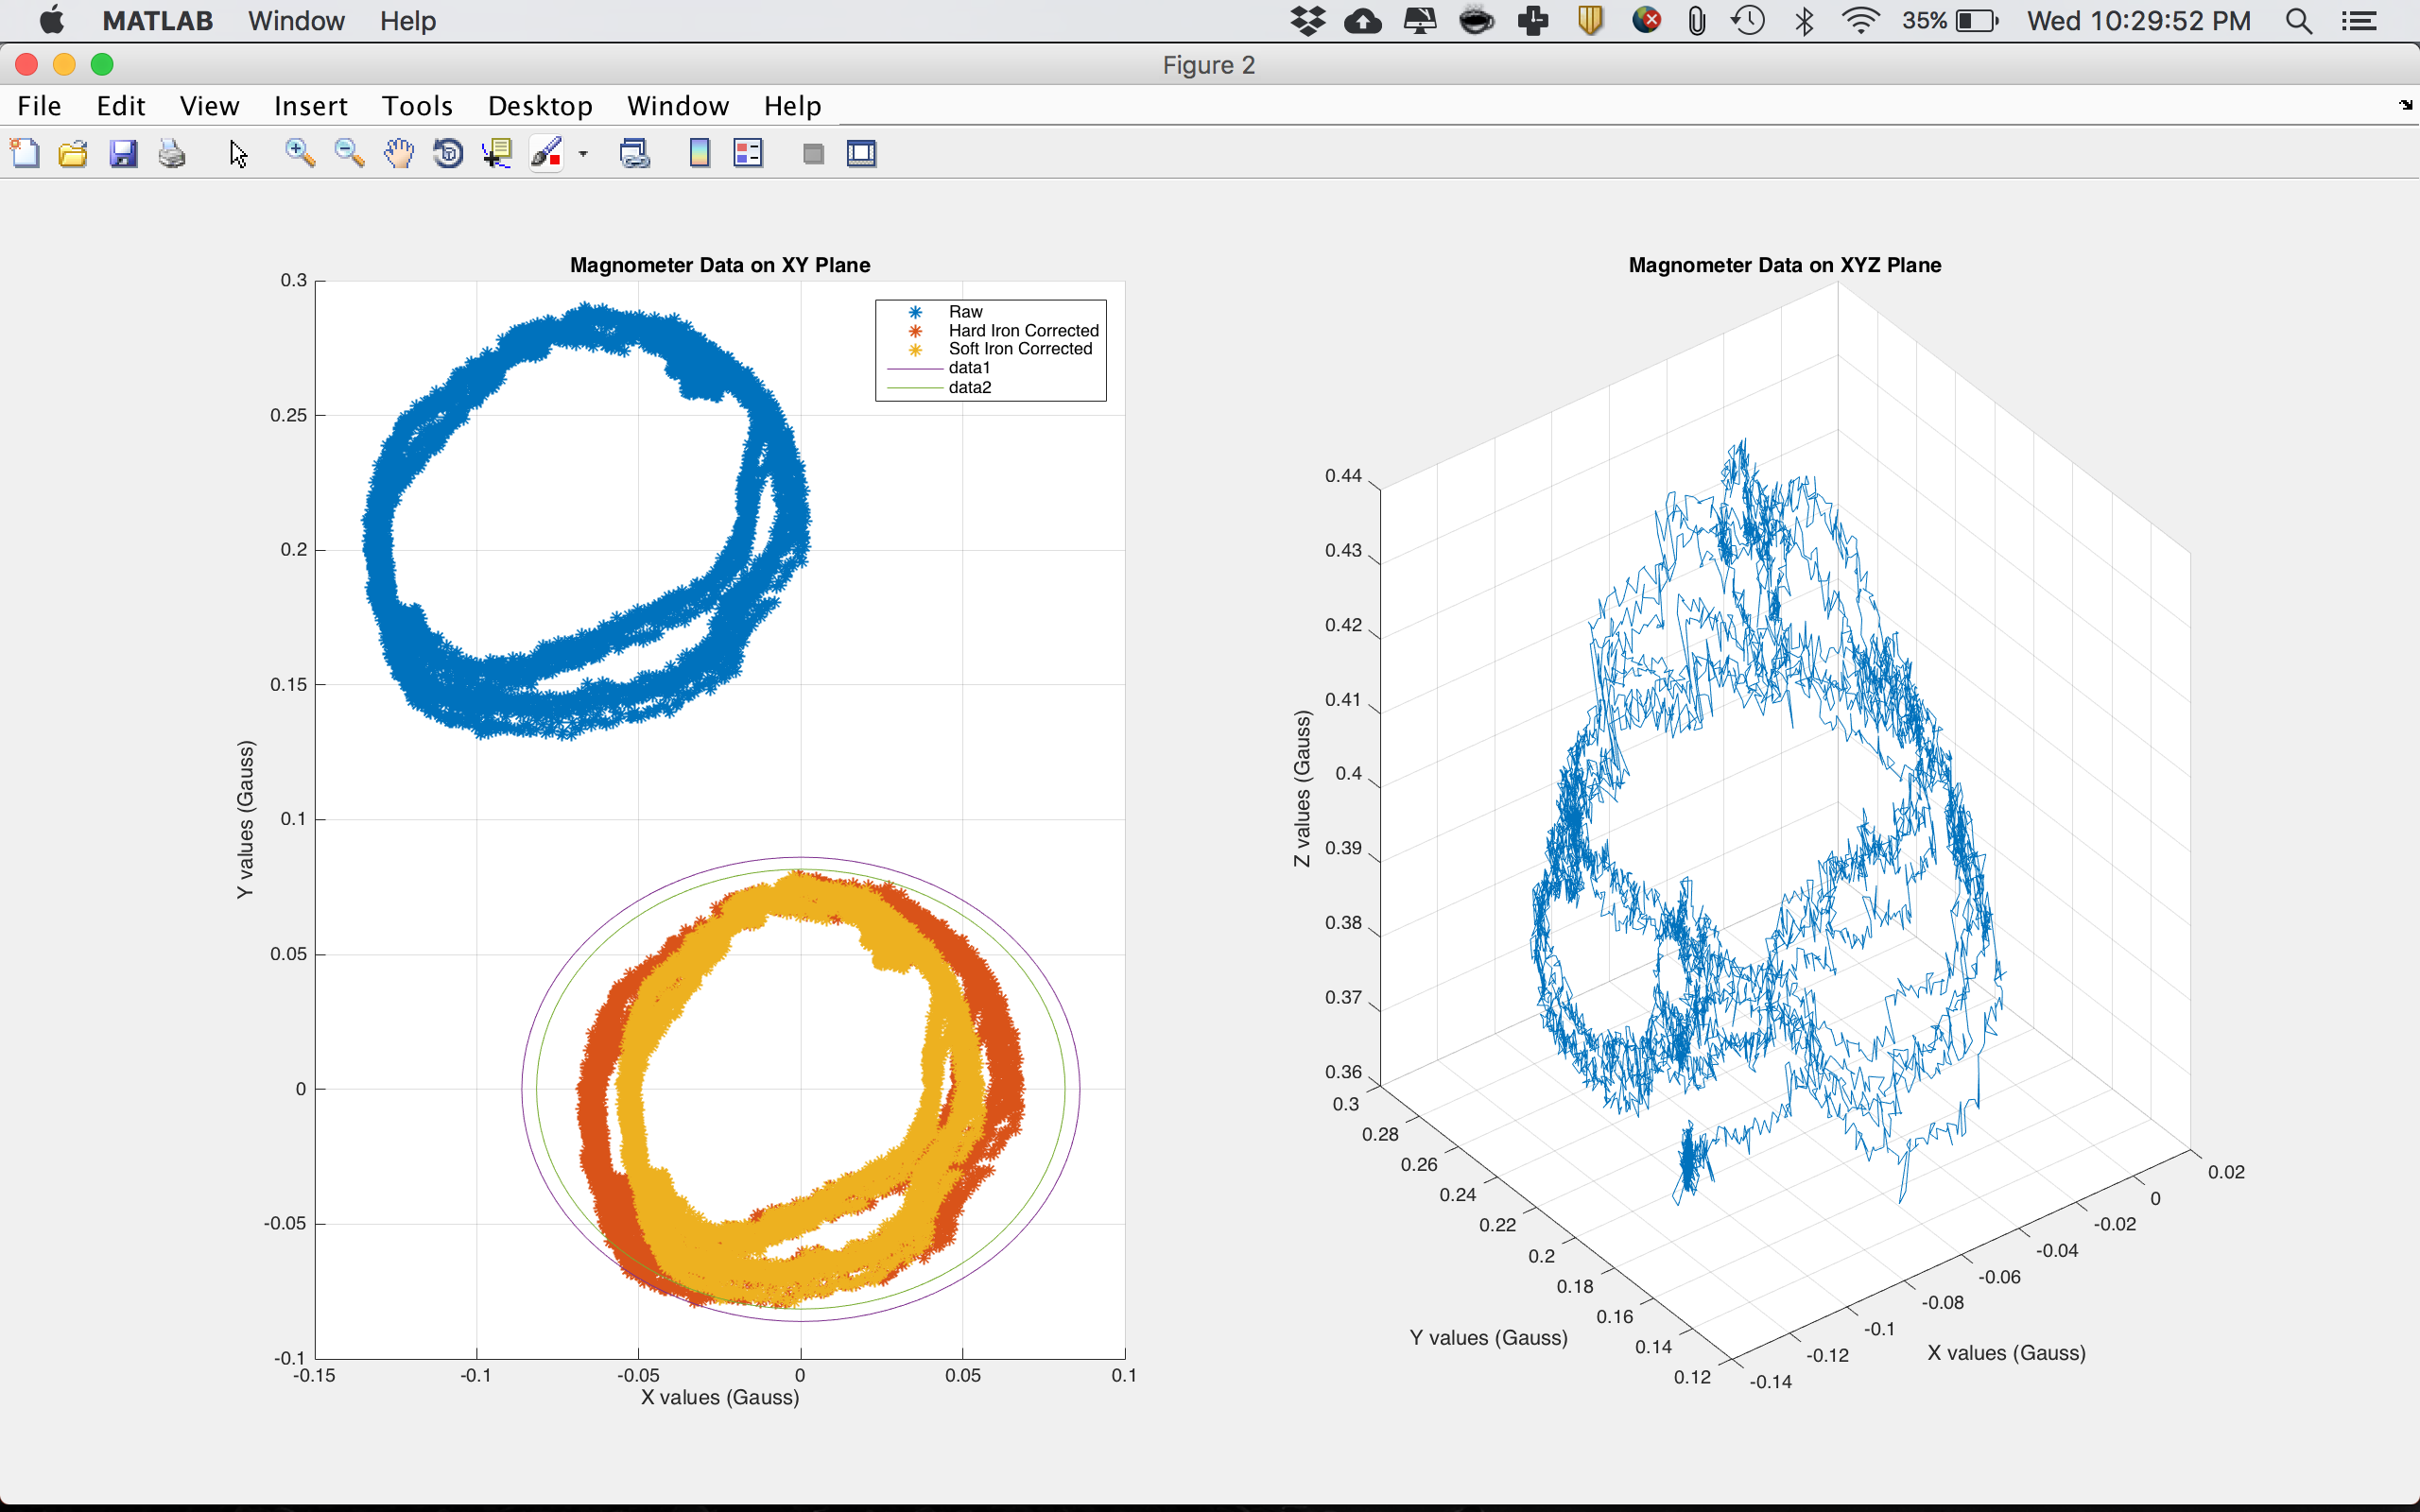 MATLAB Window Help 35% Wed 10:29:52 PM
Figure 2
File Edit View Insert Tools Desktop Window Help
Magnometer Data on XY Plane
Raw
Hard Iron Corrected
Soft Iron Corrected
data1
data2
0.3
0.25
0.2
0.15
0.1
0.05
0
-0.05
-0.1
Y values (Gauss)
-0.15 -0.1 -0.05 0 0.05 0.1
X values (Gauss)
Magnometer Data on XYZ Plane
0.44
0.43
0.42
0.41
0.4
0.39
0.38
0.37
0.36
Z values (Gauss)
0.3
0.28
0.26
0.24
0.22
0.2
0.18
0.16
0.14
0.12
Y values (Gauss)
0.02
0
-0.02
-0.04
-0.06
-0.08
-0.1
-0.12
-0.14
X values (Gauss)